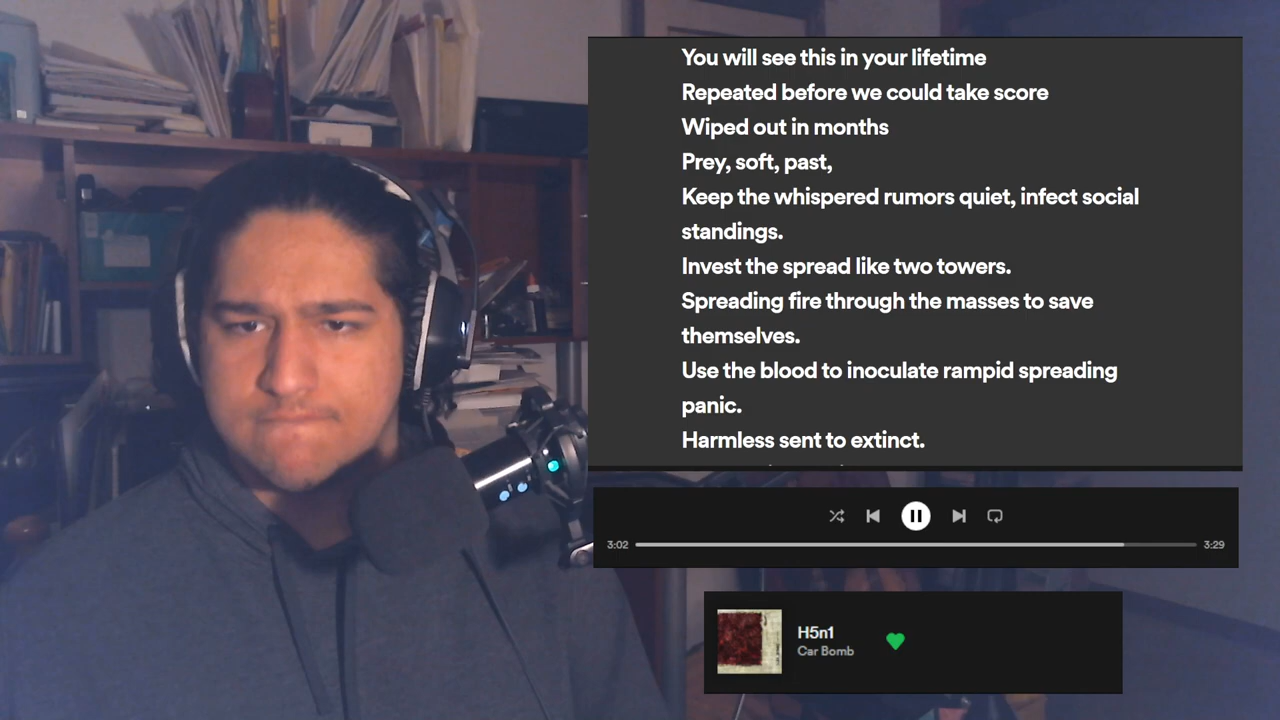 You will see this in your lifetime
Repeated before we could take score
Wiped out in months
Prey, soft, past,
Keep the whispered rumors quiet, infect social
standings.
Invest the spread like two towers.
Spreading fire through the masses to save
themselves.
Use the blood to inoculate rampid spreading
panic.
Harmless sent to extinct.
3:02
3:29
H5n1
Car Bomb